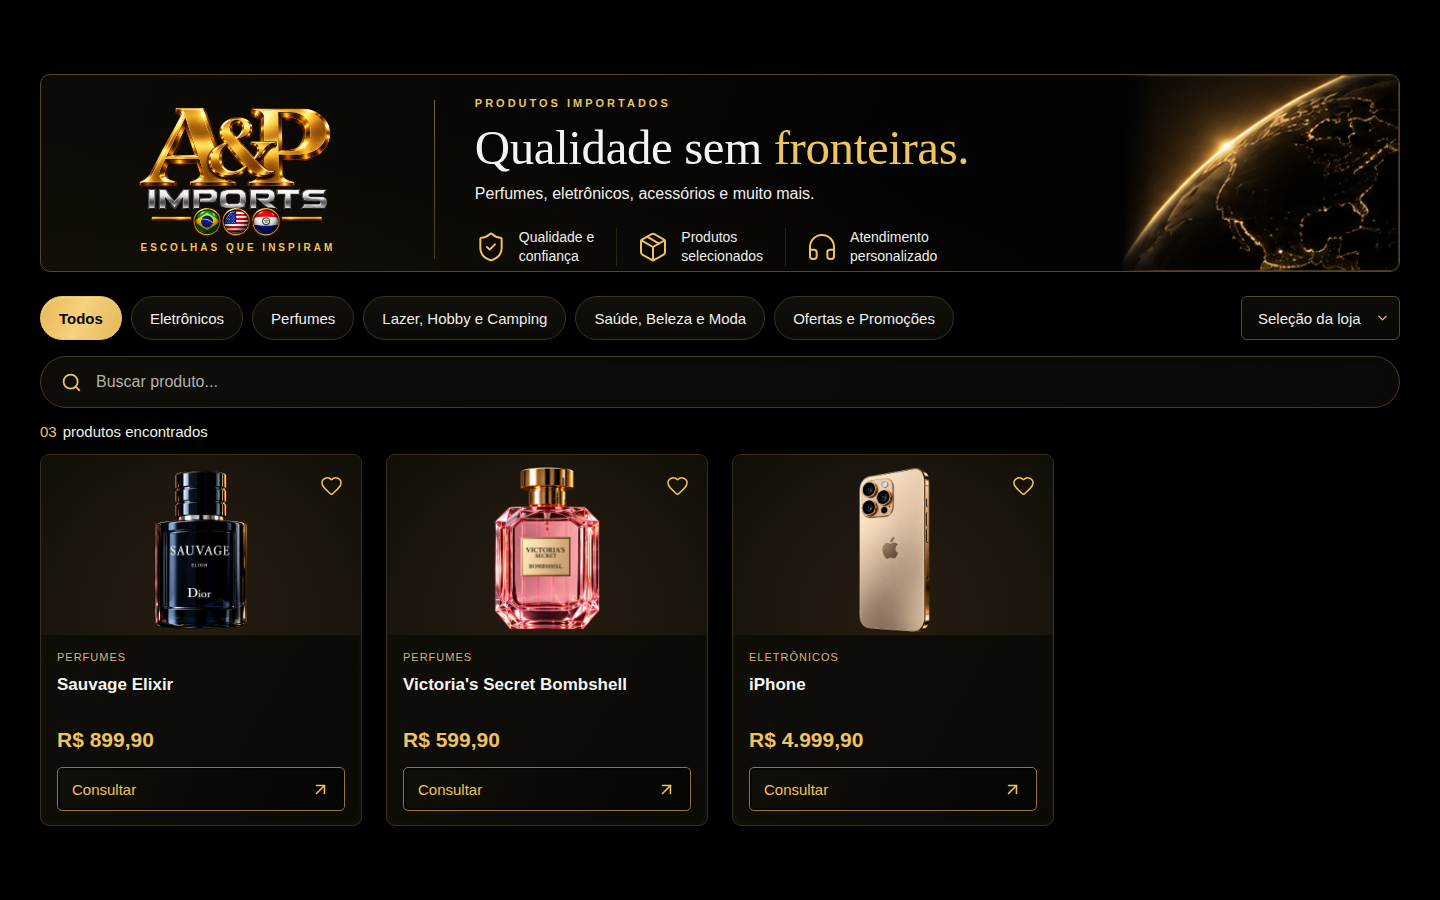 A&P
IMPORTS
ESCOLHAS QUE INSPIRAM
PRODUTOS IMPORTADOS
Qualidade sem fronteiras.
Perfumes, eletrônicos, acessórios e muito mais.
Qualidade e
confiança
Produtos
selecionados
Atendimento
personalizado
Todos
Eletrônicos
Perfumes
Lazer, Hobby e Camping
Saúde, Beleza e Moda
Ofertas e Promoções
Seleção da loja
Buscar produto...
03 produtos encontrados
SAUVAGE
ELIXIR
Dior
PERFUMES
Sauvage Elixir
R$ 899,90
Consultar
VICTORIA'S
SECRET
BOMBSHELL
PERFUMES
Victoria's Secret Bombshell
R$ 599,90
Consultar
ELETRÔNICOS
iPhone
R$ 4.999,90
Consultar